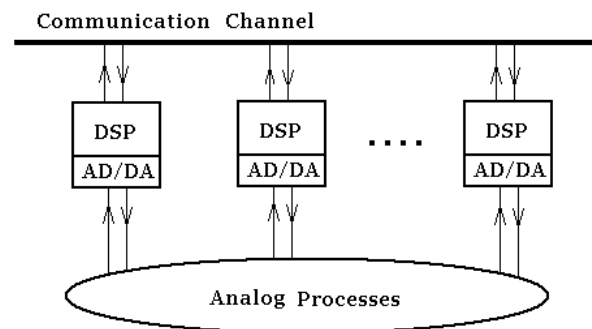 Communication Channel
DSP
AD/DA
DSP
AD/DA
....
DSP
AD/DA
Analog Processes